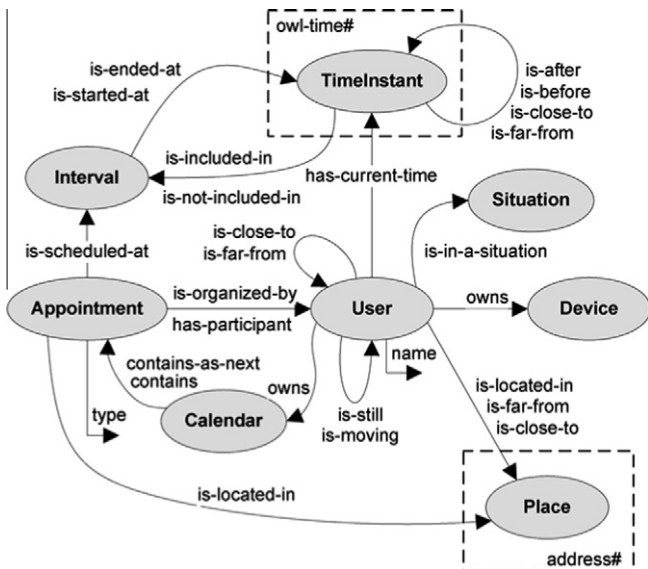 owl-time#
TimeInstant
is-ended-at
is-started-at
is-after
is-before
is-close-to
is-far-from
is-included-in
is-not-included-in
Interval
has-current-time
Situation
is-scheduled-at
is-close-to
is-far-from
is-in-a-situation
Appointment
is-organized-by
has-participant
User
owns
Device
name
contains-as-next
contains
type
Calendar
owns
is-still
is-moving
is-located-in
is-far-from
is-close-to
is-located-in
Place
address#